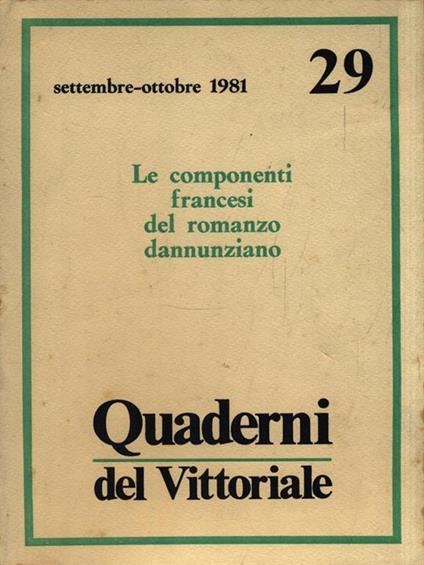 settembre-ottobre 1981
29
Le componenti
francesi
del romanzo
dannunziano
Quaderni
del Vittoriale